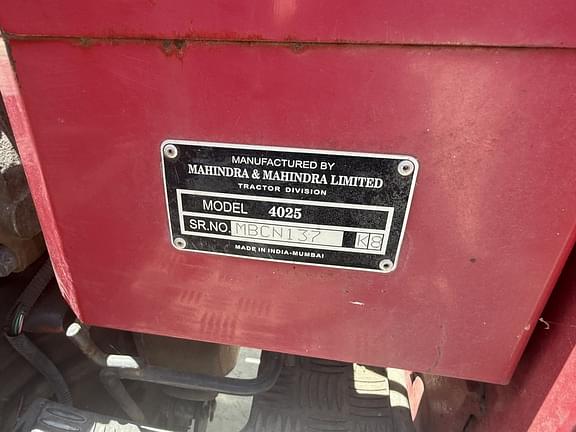 MANUFACTURED BY
MAHINDRA & MAHINDRA LIMITED
TRACTOR DIVISION
MODEL 4025
SR.NO. MBCN137 K8
MADE IN INDIA-MUMBAI